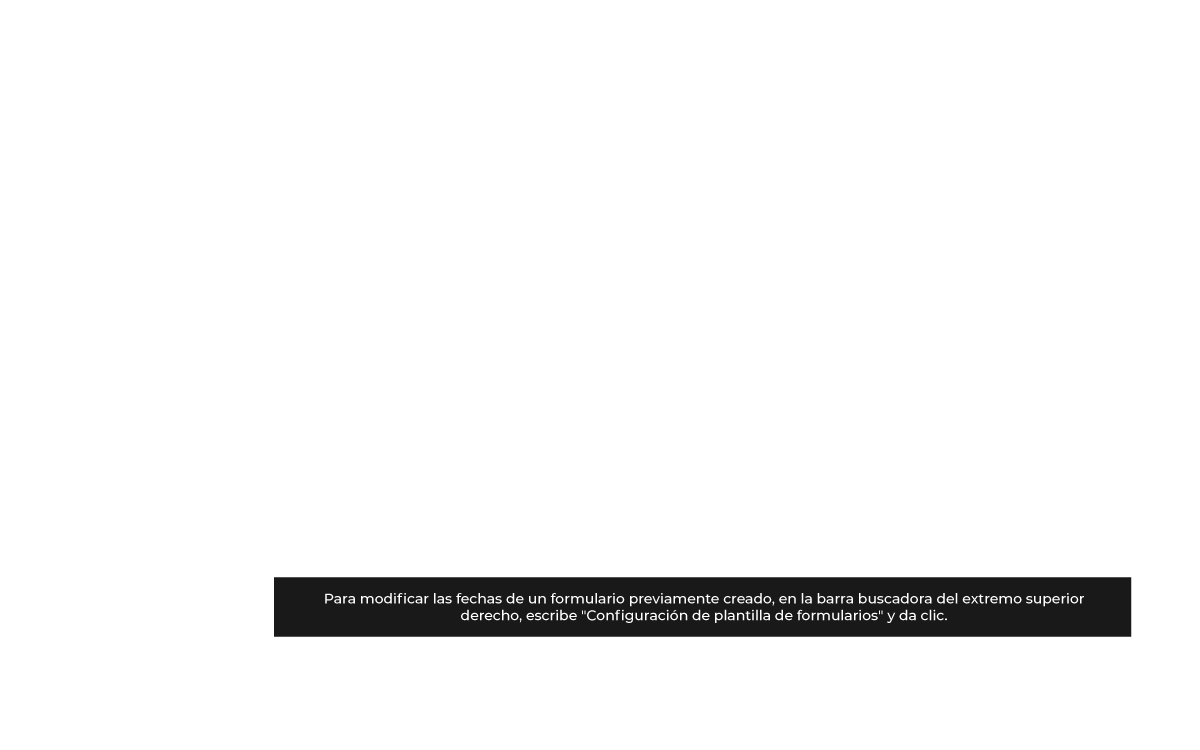 Para modificar las fechas de un formulario previamente creado, en la barra buscadora del extremo superior
derecho, escribe "Configuración de plantilla de formularios" y da clic.